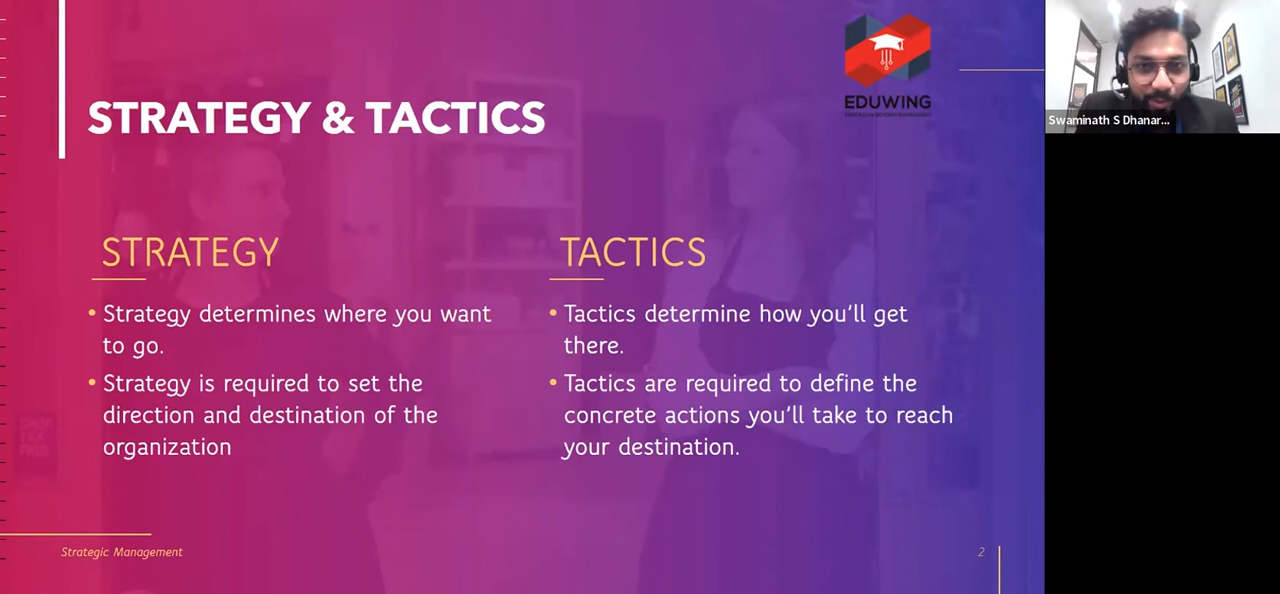 STRATEGY & TACTICS
EDUWING
Swaminath S Dhanar...
STRATEGY
• Strategy determines where you want
to go.
• Strategy is required to set the
direction and destination of the
organization
TACTICS
• Tactics determine how you'll get
there.
• Tactics are required to define the
concrete actions you'll take to reach
your destination.
Strategic Management
2